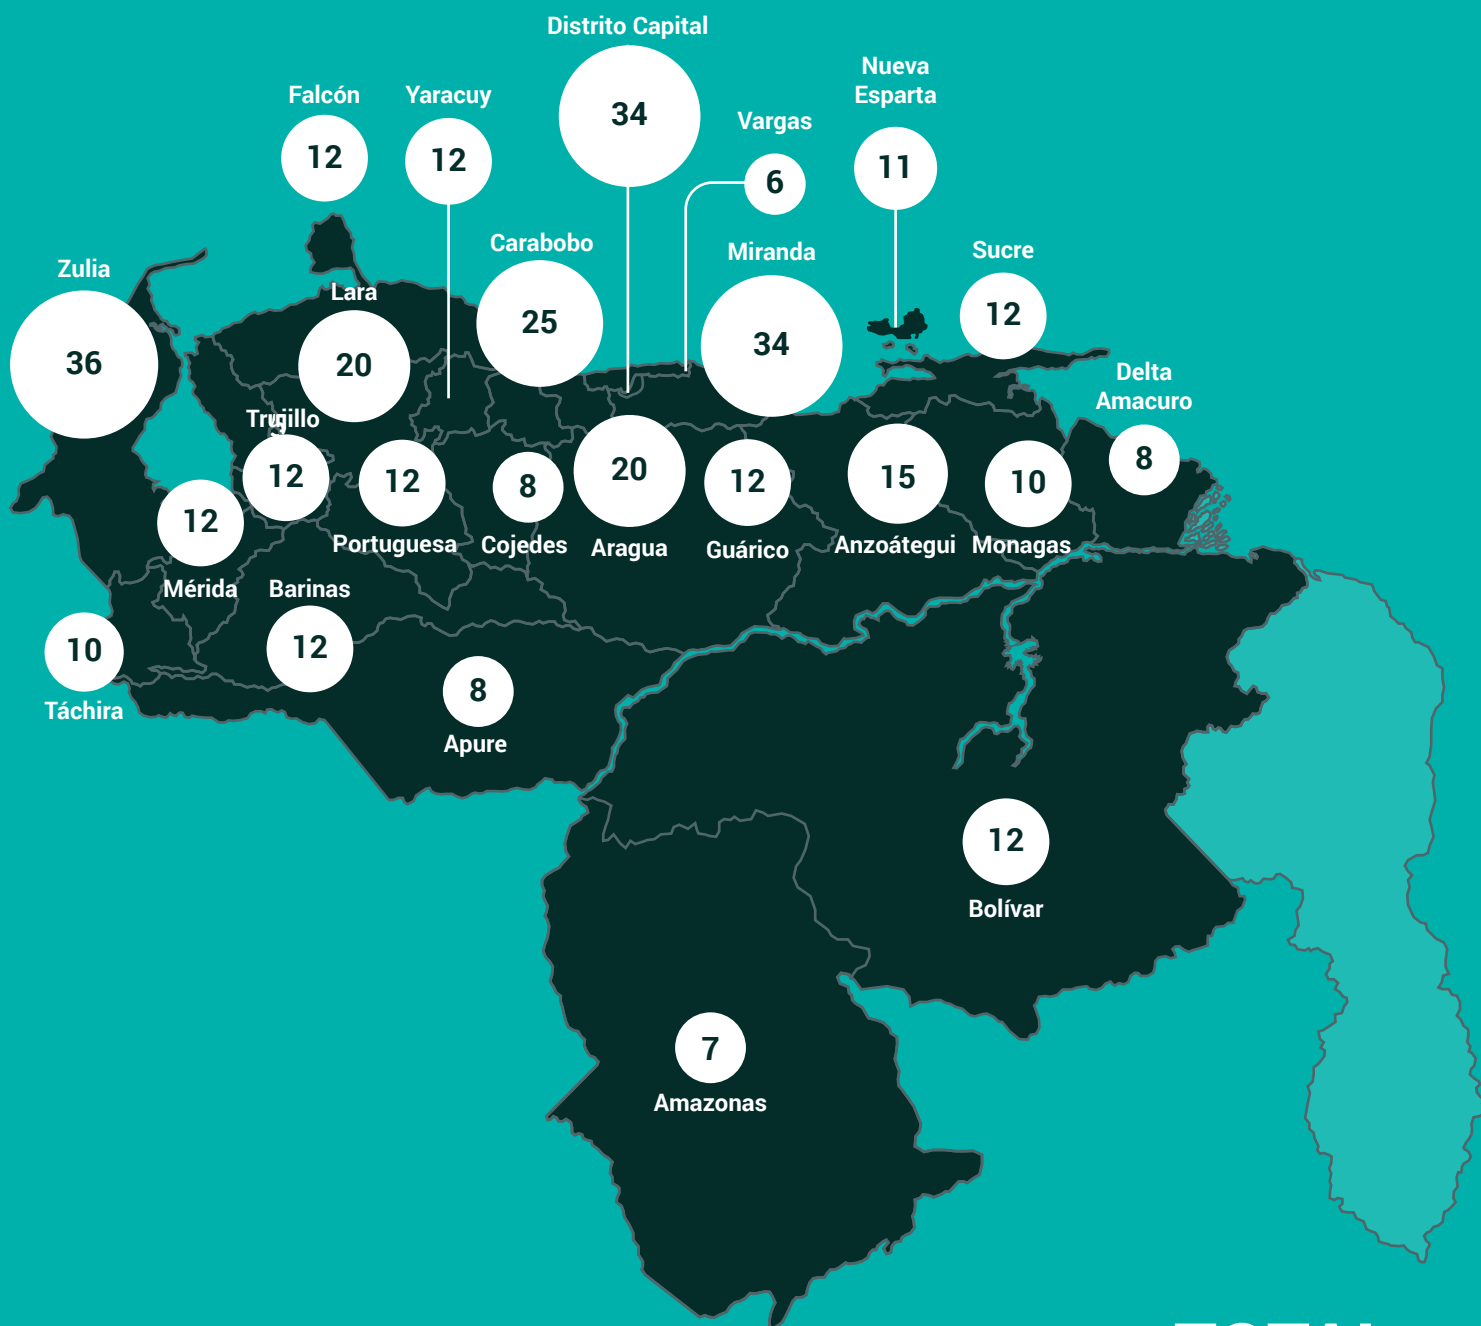 Distrito Capital
34
Nueva
Esparta
11
Falcón
12
Yaracuy
12
Vargas
6
Carabobo
25
Miranda
34
Sucre
12
Zulia
36
Lara
20
Delta
Amacuro
8
Trujillo
12
12
Portuguesa
8
Cojedes
20
Aragua
12
Guárico
15
Anzoátegui
10
Monagas
12
Mérida
Barinas
12
10
Táchira
8
Apure
12
Bolívar
7
Amazonas